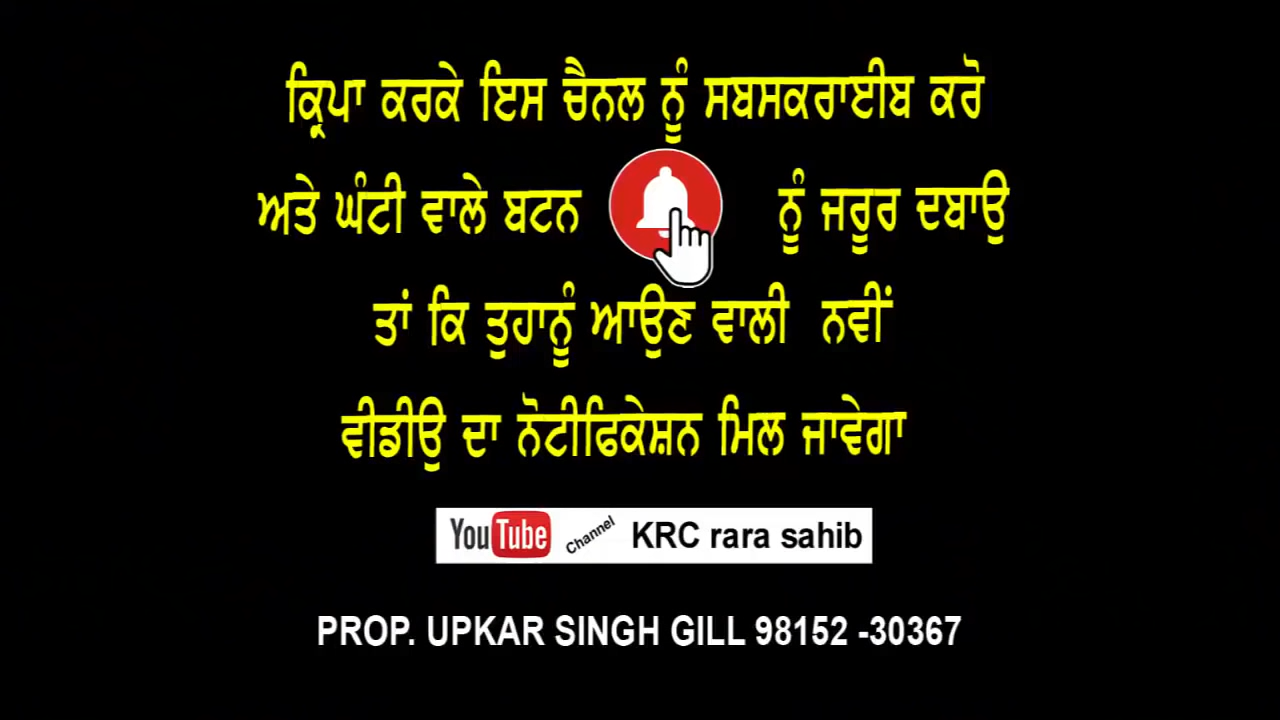 ਕ੍ਰਿਪਾ ਕਰਕੇ ਇਸ ਚੈਨਲ ਨੂੰ ਸਬਸਕਰਾਈਬ ਕਰੋ
ਅਤੇ ਘੰਟੀ ਵਾਲੇ ਬਟਨ ਨੂੰ ਜਰੂਰ ਦਬਾਉ
ਤਾਂ ਕਿ ਤੁਹਾਨੂੰ ਆਉਣ ਵਾਲੀ ਨਵੀਂ
ਵੀਡੀਉ ਦਾ ਨੋਟੀਫਿਕੇਸ਼ਨ ਮਿਲ ਜਾਵੇਗਾ
YouTube Channel KRC rara sahib
PROP. UPKAR SINGH GILL 98152 -30367